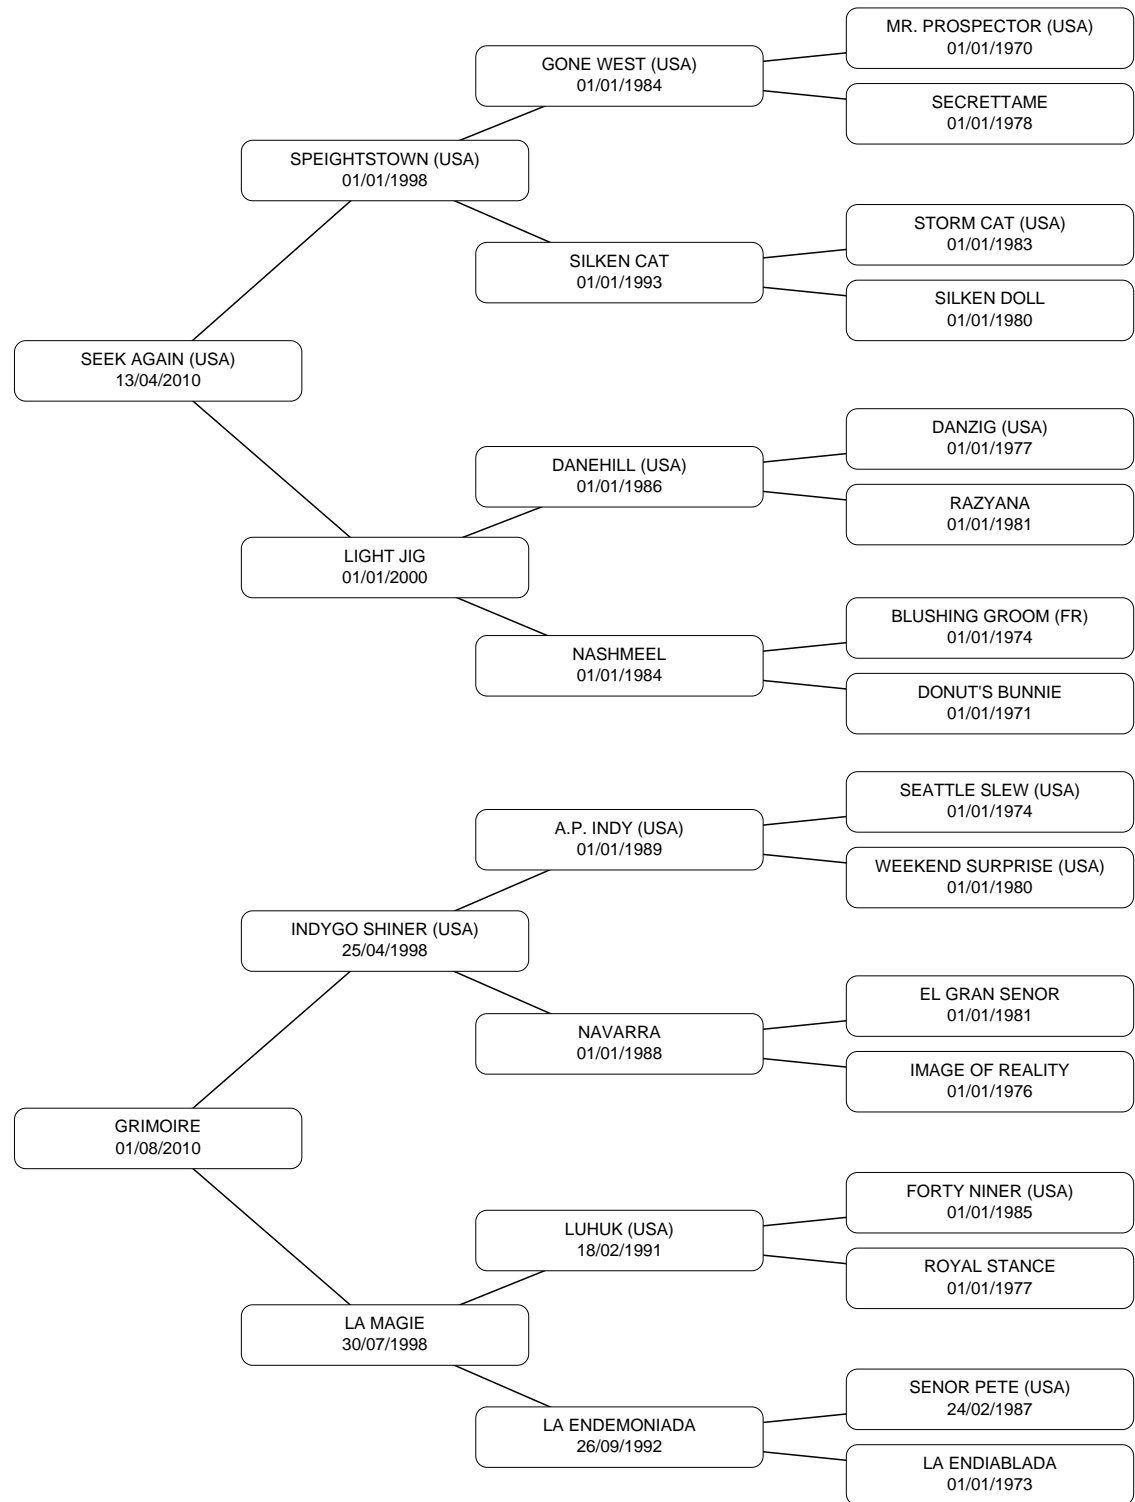 MR. PROSPECTOR (USA)
01/01/1970
GONE WEST (USA)
01/01/1984
SECRETTAME
01/01/1978
SPEIGHTSTOWN (USA)
01/01/1998
STORM CAT (USA)
01/01/1983
SILKEN CAT
01/01/1993
SILKEN DOLL
01/01/1980
SEEK AGAIN (USA)
13/04/2010
DANZIG (USA)
01/01/1977
DANEHILL (USA)
01/01/1986
RAZYANA
01/01/1981
LIGHT JIG
01/01/2000
BLUSHING GROOM (FR)
01/01/1974
NASHMEEL
01/01/1984
DONUT'S BUNNIE
01/01/1971
SEATTLE SLEW (USA)
01/01/1974
A.P. INDY (USA)
01/01/1989
WEEKEND SURPRISE (USA)
01/01/1980
INDYGO SHINER (USA)
25/04/1998
EL GRAN SENOR
01/01/1981
NAVARRA
01/01/1988
IMAGE OF REALITY
01/01/1976
GRIMOIRE
01/08/2010
FORTY NINER (USA)
01/01/1985
LUHUK (USA)
18/02/1991
ROYAL STANCE
01/01/1977
LA MAGIE
30/07/1998
SENOR PETE (USA)
24/02/1987
LA ENDEMONIADA
26/09/1992
LA ENDIABLADA
01/01/1973